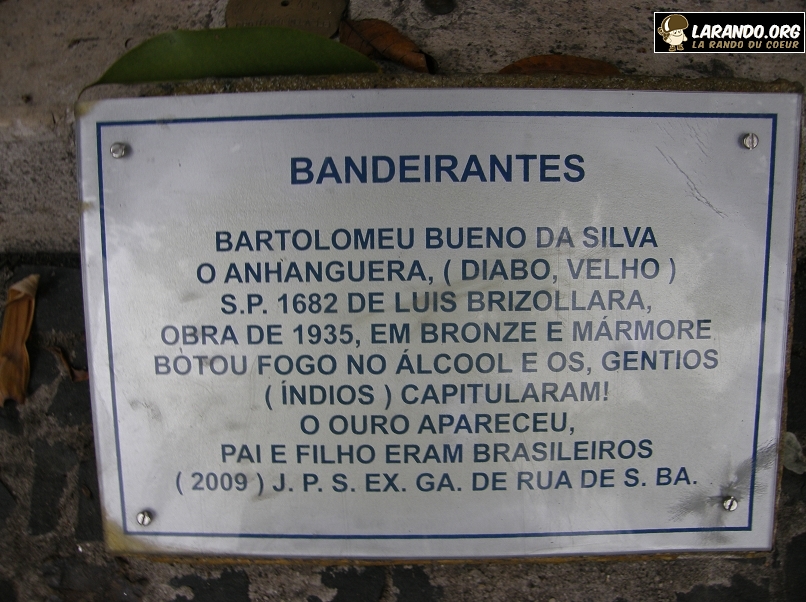 LARANDO.ORG
LA RANDO DU COEUR
BANDEIRANTES
BARTOLOMEU BUENO DA SILVA
O ANHANGUERA, ( DIABO, VELHO )
S.P. 1682 DE LUIS BRIZOLLARA,
OBRA DE 1935, EM BRONZE E MÁRMORE
BOTOU FOGO NO ÁLCOOL E OS, GENTIOS
( ÍNDIOS ) CAPITULARAM!
O OURO APARECEU,
PAI E FILHO ERAM BRASILEIROS
( 2009 ) J. P. S. EX. GA. DE RUA DE S. BA.